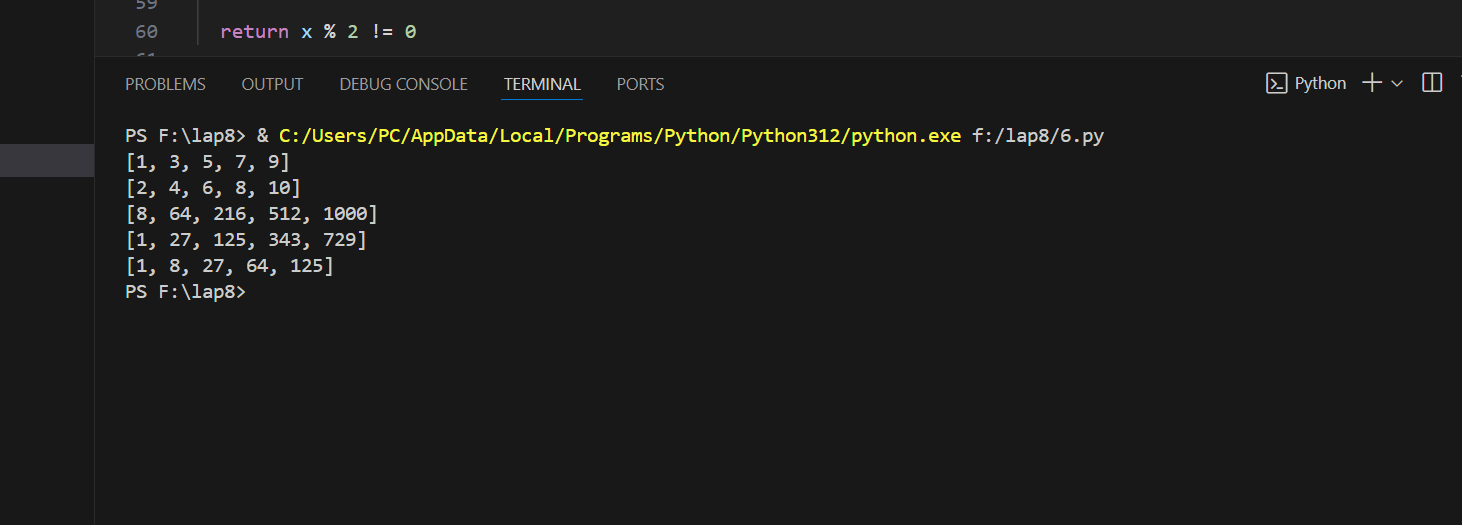 59
60 return x % 2 != 0
61
PROBLEMS OUTPUT DEBUG CONSOLE TERMINAL PORTS Python
PS F:\lap8> & C:/Users/PC/AppData/Local/Programs/Python/Python312/python.exe f:/lap8/6.py
[1, 3, 5, 7, 9]
[2, 4, 6, 8, 10]
[8, 64, 216, 512, 1000]
[1, 27, 125, 343, 729]
[1, 8, 27, 64, 125]
PS F:\lap8>